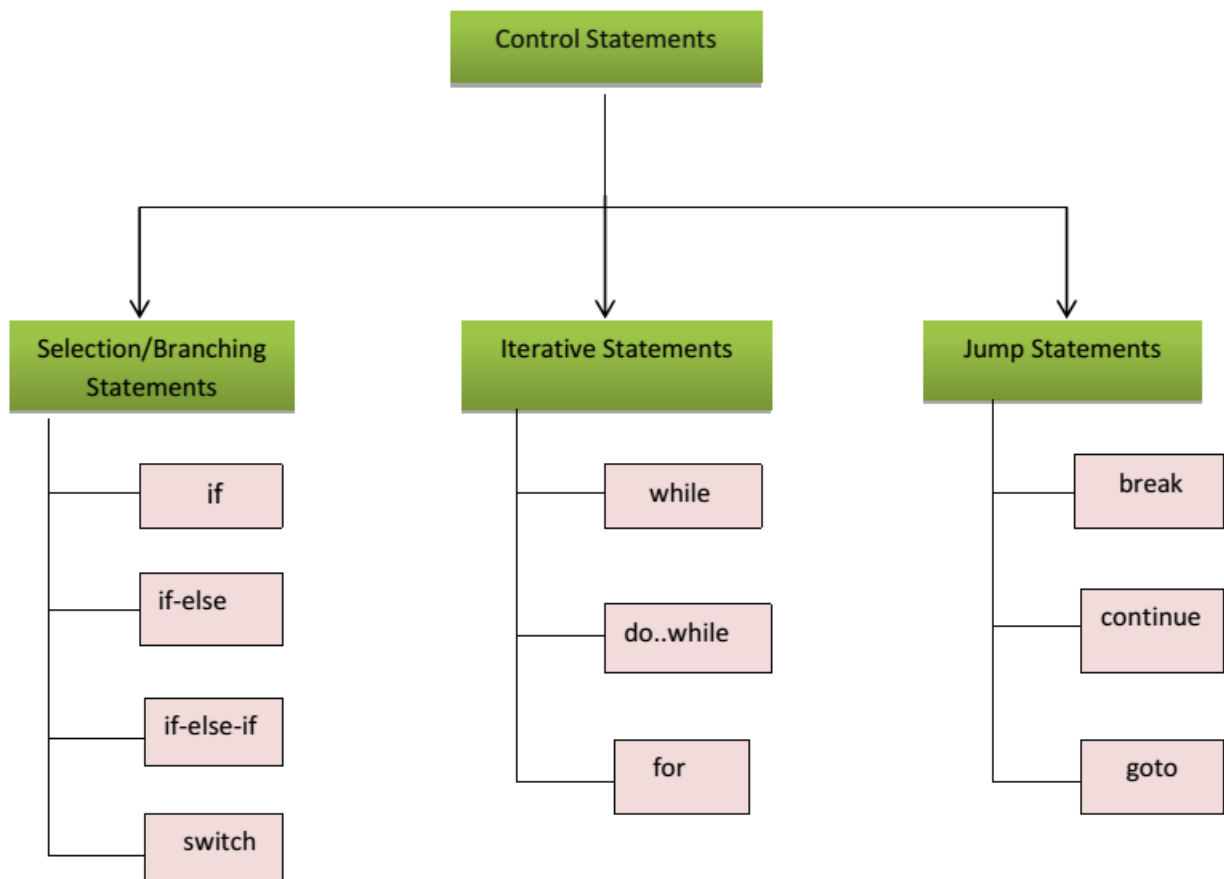 Control Statements
Selection/Branching
Statements
Iterative Statements
Jump Statements
if
while
break
if-else
do..while
continue
if-else-if
for
goto
switch